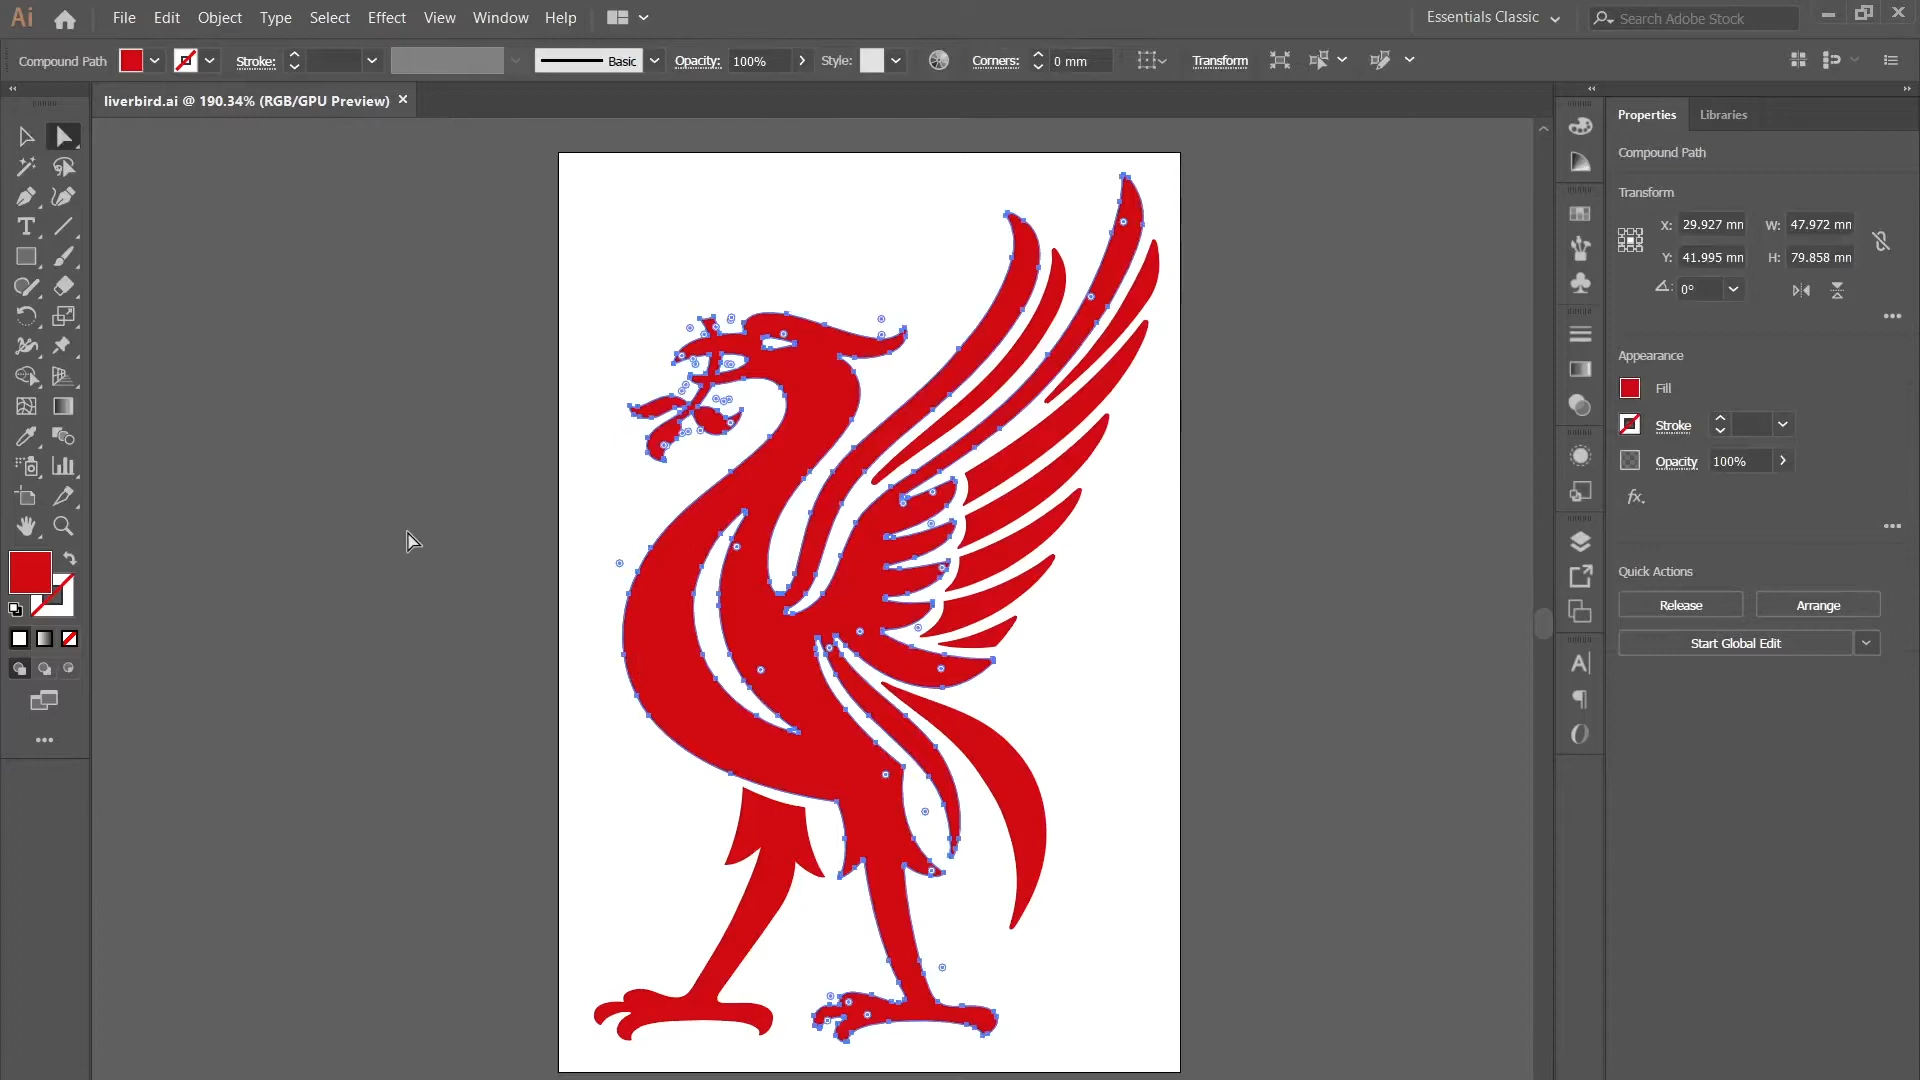 Ai File Edit Object Type Select Effect View Window Help Essentials Classic Search Adobe Stock
Compound Path Stroke: Basic Opacity: 100% Style: Corners: 0 mm Transform
liverbird.ai @ 190.34% (RGB/GPU Preview) ×
Properties Libraries
Compound Path
Transform
X: 29.927 mm W: 47.972 mm
Y: 41.995 mm H: 79.858 mm
0°
Appearance
Fill
Stroke
Opacity 100%
fx.
Quick Actions
Release Arrange
Start Global Edit